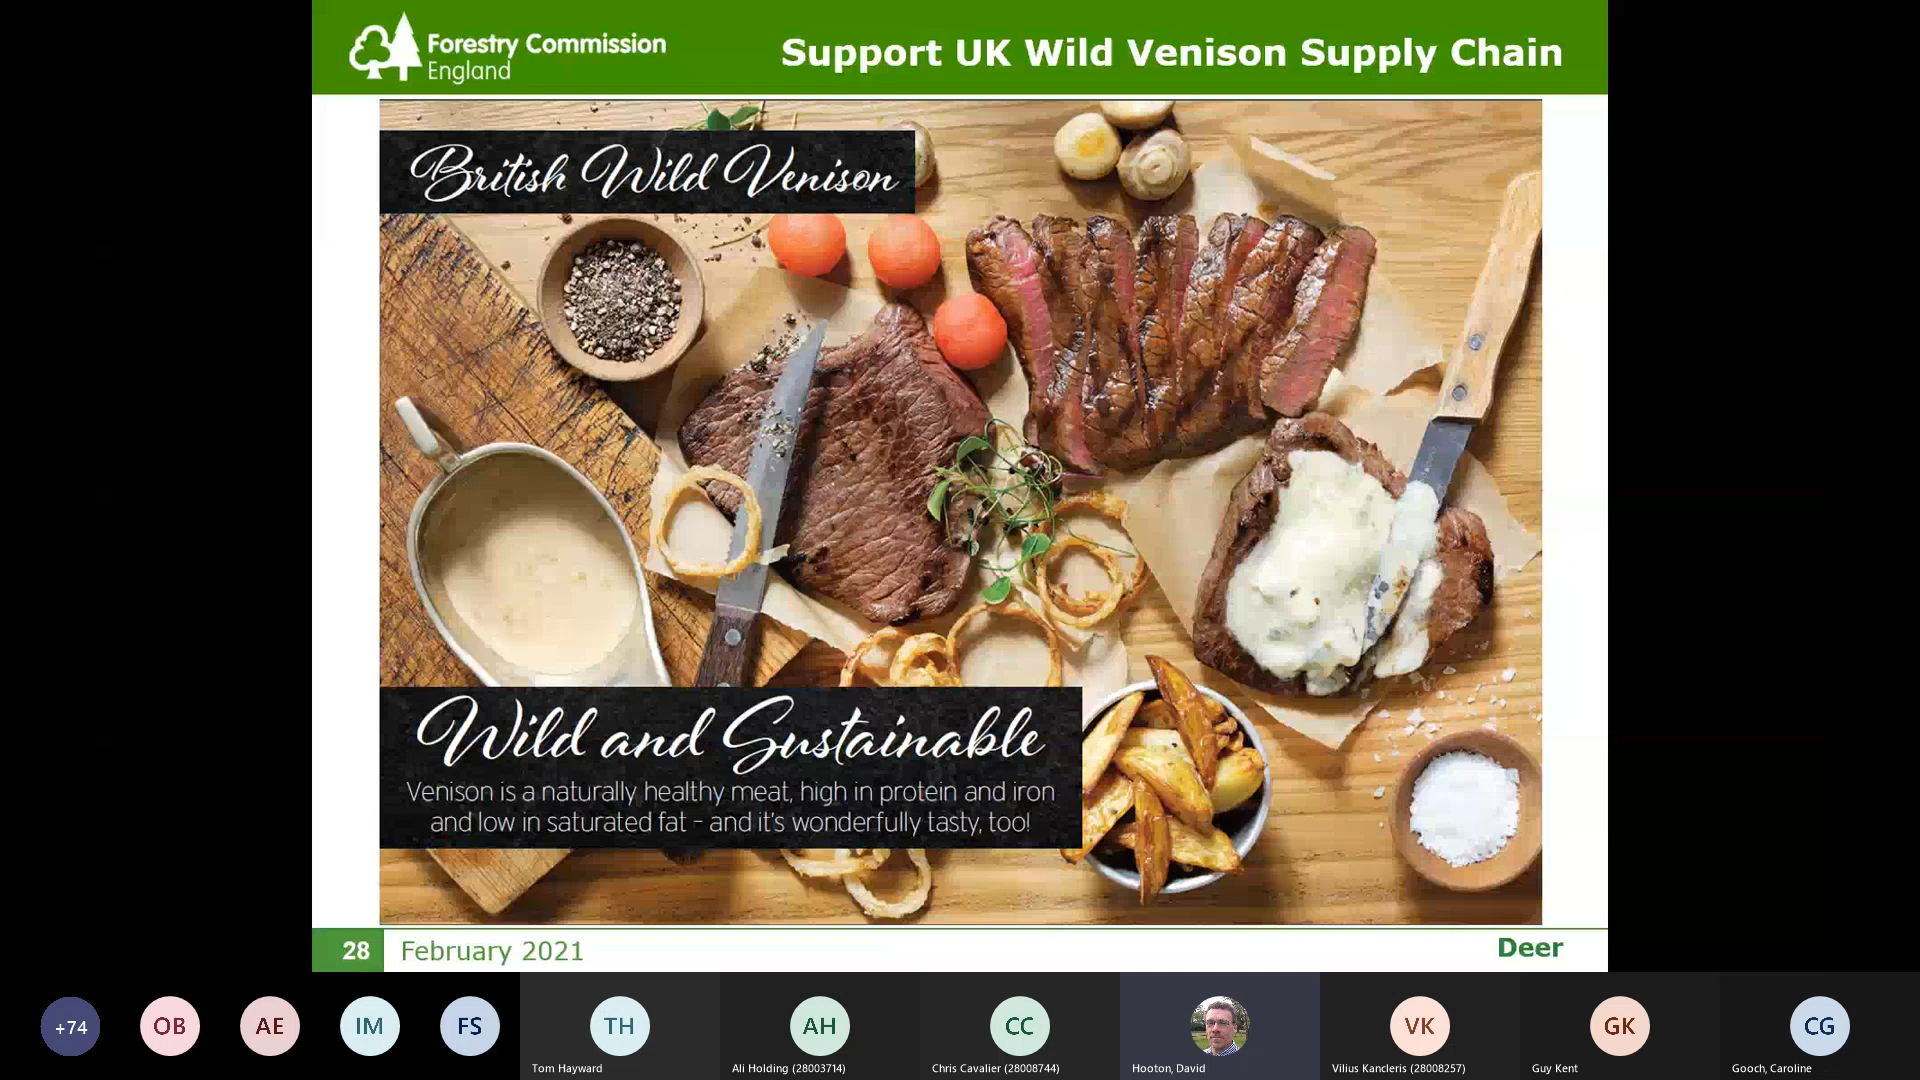 Forestry Commission
England
Support UK Wild Venison Supply Chain
British Wild Venison
Wild and Sustainable
Venison is a naturally healthy meat, high in protein and iron
and low in saturated fat – and it's wonderfully tasty, too!
28
February 2021
Deer
+74
OB
AE
IM
FS
TH
AH
CC
VK
GK
CG
Tom Hayward
Ali Holding (28003714)
Chris Cavalier (28008744)
Hooton, David
Vilius Kancleris (28008257)
Guy Kent
Gooch, Caroline